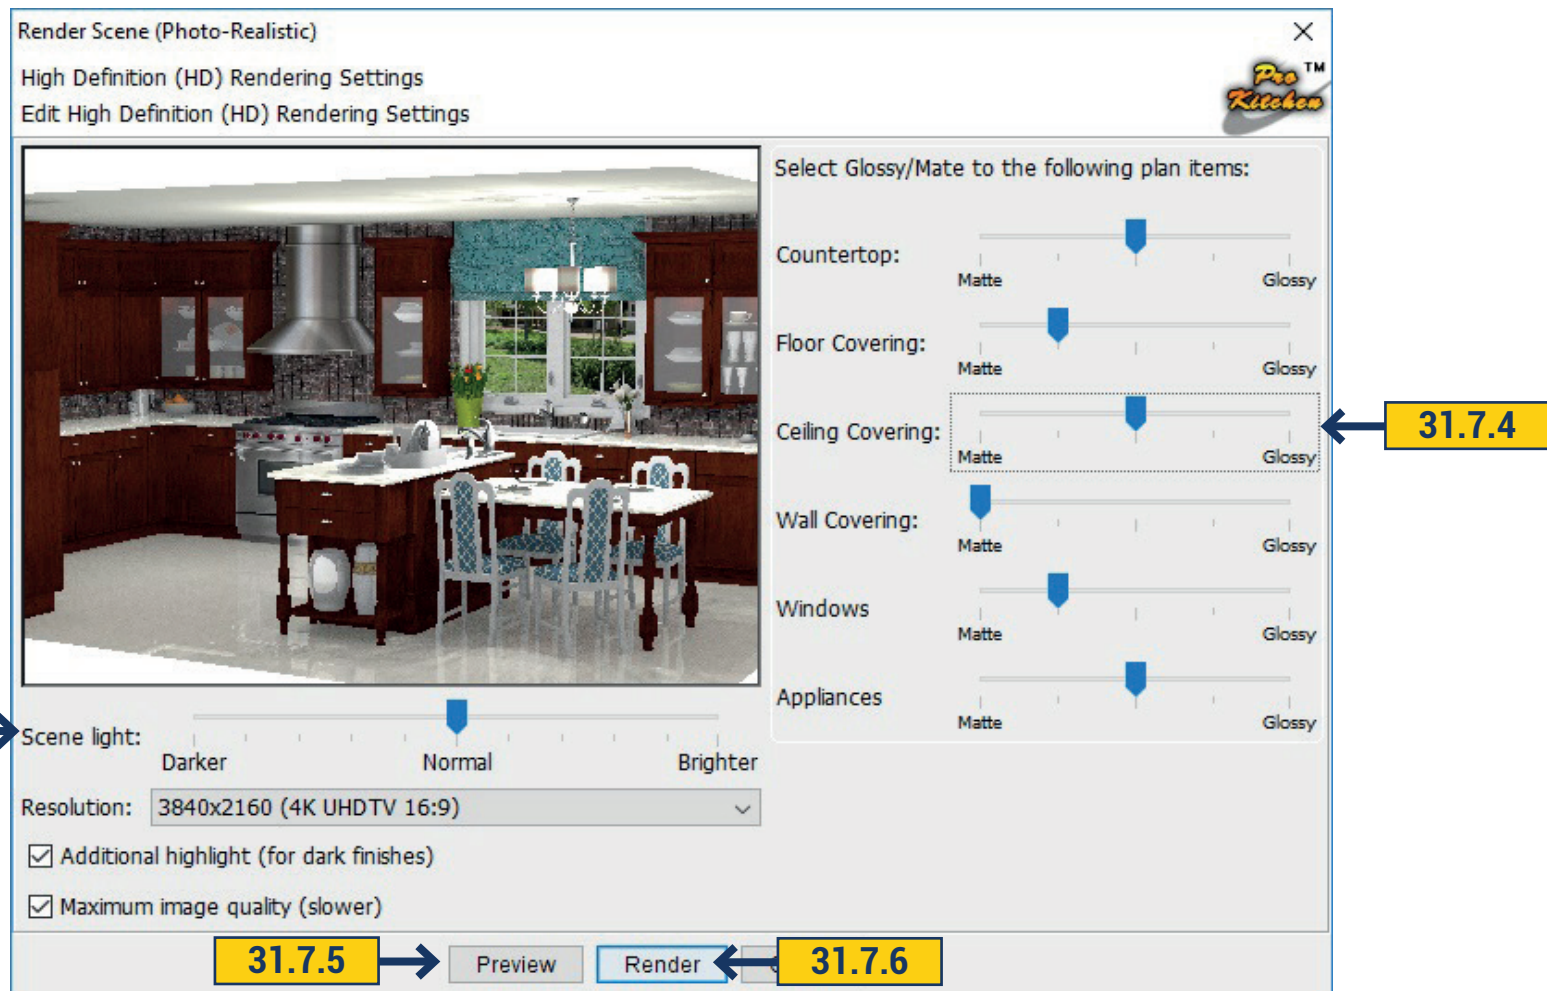 Render Scene (Photo-Realistic)
High Definition (HD) Rendering Settings
Edit High Definition (HD) Rendering Settings
Pro Kitchen TM
Select Glossy/Mate to the following plan items:
Countertop:
Matte Glossy
Floor Covering:
Matte Glossy
Ceiling Covering:
Matte Glossy
31.7.4
Wall Covering:
Matte Glossy
Windows
Matte Glossy
Appliances
Matte Glossy
Scene light:
Darker Normal Brighter
Resolution: 3840x2160 (4K UHDTV 16:9)
Additional highlight (for dark finishes)
Maximum image quality (slower)
31.7.5 Preview Render 31.7.6